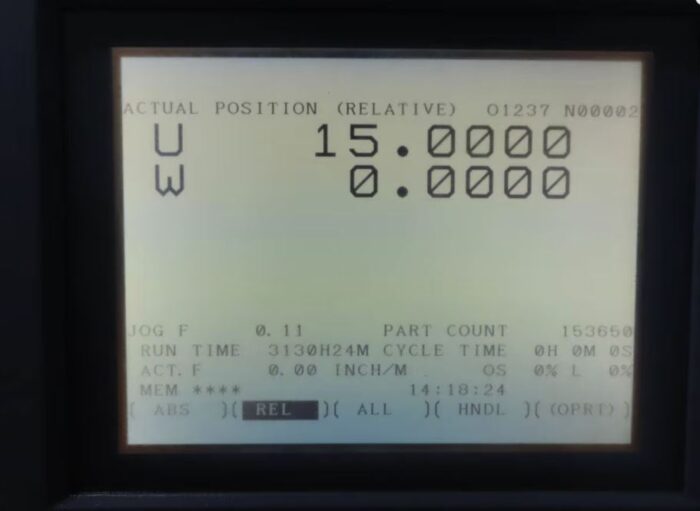 ACTUAL POSITION (RELATIVE) O1237 N00002
U 15.0000
W 0.0000
JOG F 0.11 PART COUNT 153650
RUN TIME 3130H24M CYCLE TIME 0H 0M 0S
ACT.F 0.00 INCH/M OS 0% L 0%
MEM **** 14:18:24
( ABS )( REL )( ALL )( HNDL )( (OPRT) )